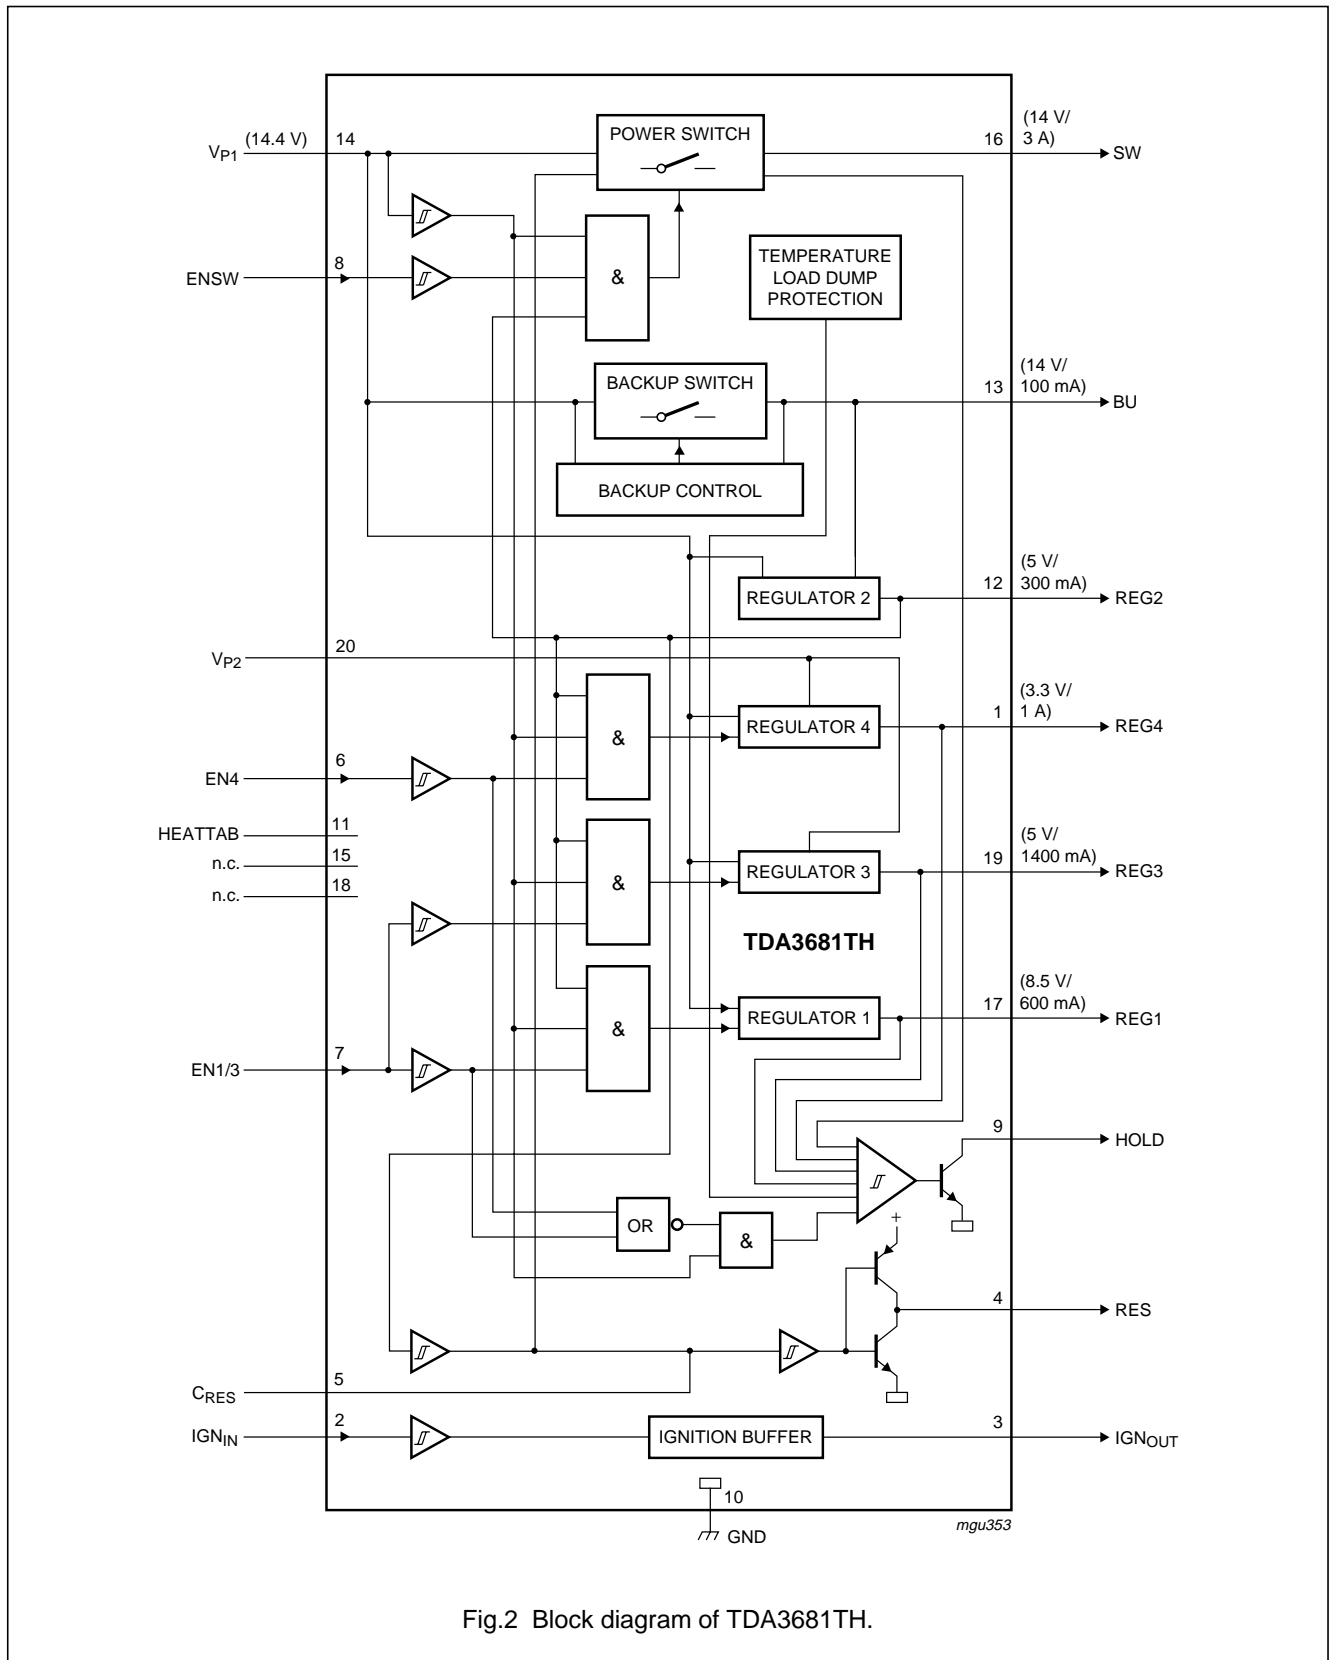 (14.4 V)
14
VP1
POWER SWITCH
16
(14 V/
3 A)
SW
8
ENSW
&
TEMPERATURE
LOAD DUMP
PROTECTION
BACKUP SWITCH
13
(14 V/
100 mA)
BU
BACKUP CONTROL
REGULATOR 2
12
(5 V/
300 mA)
REG2
20
VP2
&
REGULATOR 4
1
(3.3 V/
1 A)
REG4
6
EN4
HEATTAB
11
n.c.
15
n.c.
18
&
REGULATOR 3
19
(5 V/
1400 mA)
REG3
TDA3681TH
&
REGULATOR 1
17
(8.5 V/
600 mA)
REG1
7
EN1/3
9
HOLD
OR
&
+
4
RES
5
CRES
2
IGNIN
IGNITION BUFFER
3
IGNOUT
10
GND
mgu353
Fig.2 Block diagram of TDA3681TH.